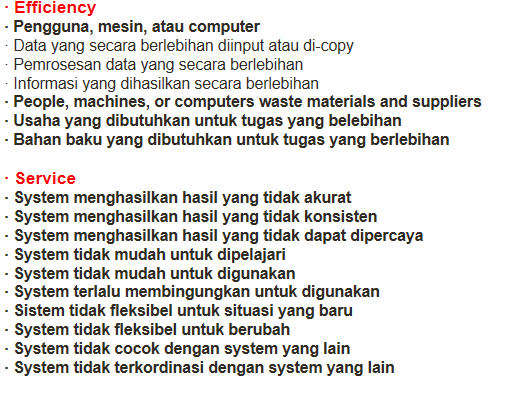 · Efficiency
· Pengguna, mesin, atau computer
· Data yang secara berlebihan diinput atau di-copy
· Pemrosesan data yang secara berlebihan
· Informasi yang dihasilkan secara berlebihan
· People, machines, or computers waste materials and suppliers
· Usaha yang dibutuhkan untuk tugas yang belebihan
· Bahan baku yang dibutuhkan untuk tugas yang berlebihan
· Service
· System menghasilkan hasil yang tidak akurat
· System menghasilkan hasil yang tidak konsisten
· System menghasilkan hasil yang tidak dapat dipercaya
· System tidak mudah untuk dipelajari
· System tidak mudah untuk digunakan
· System terlalu membingungkan untuk digunakan
· Sistem tidak fleksibel untuk situasi yang baru
· System tidak fleksibel untuk berubah
· System tidak cocok dengan system yang lain
· System tidak terkordinasi dengan system yang lain